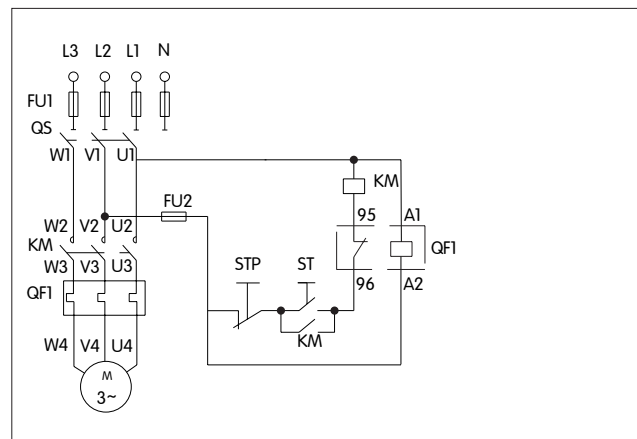 L3 L2 L1 N
FU1
QS
W1 V1 U1
KM
FU2
W2 V2 U2
95 A1
KM
QF1
W3 V3 U3
STP ST
96 A2
QF1
KM
W4 V4 U4
M
3~